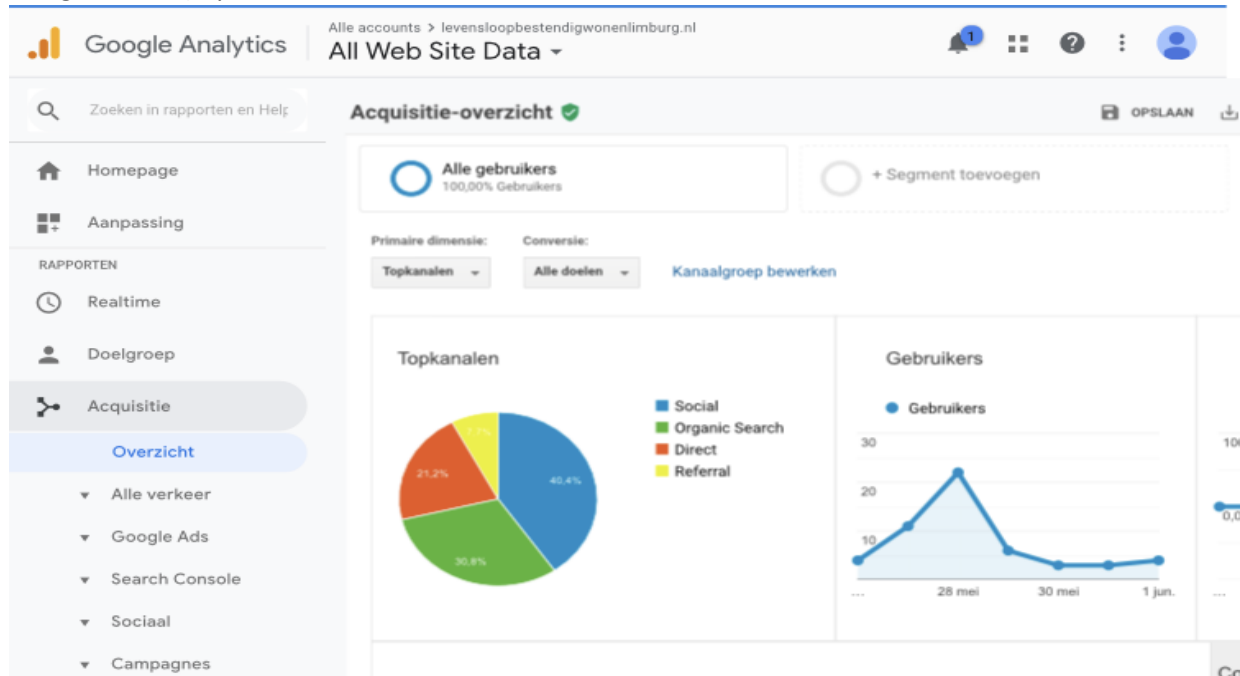 Google Analytics
Alle accounts > levensloopbestendigwonenlimburg.nl
All Web Site Data
1
Zoeken in rapporten en Help
Homepage
Aanpassing
RAPPORTEN
Realtime
Doelgroep
Acquisitie
Overzicht
Alle verkeer
Google Ads
Search Console
Sociaal
Campagnes
Acquisitie-overzicht
OPSLAAN
Alle gebruikers
100,00% Gebruikers
+ Segment toevoegen
Primaire dimensie:
Conversie:
Topkanalen
Alle doelen
Kanaalgroep bewerken
Topkanalen
Social
Organic Search
Direct
Referral
7,7%
21,2%
40,4%
30,8%
Gebruikers
Gebruikers
30
20
10
...
28 mei
30 mei
1 jun.
...